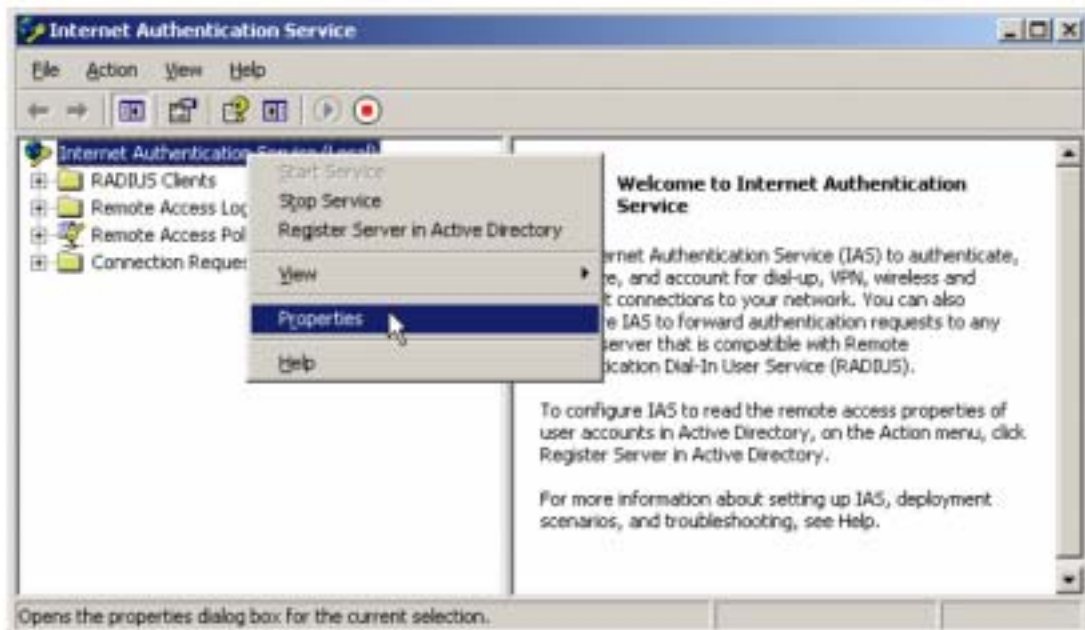 Internet Authentication Service
File Action View Help
Internet Authentication Service (Local)
RADIUS Clients
Remote Access Log
Remote Access Pol
Connection Reques
Start Service
Stop Service
Register Server in Active Directory
View
Properties
Help
Welcome to Internet Authentication
Service
ernet Authentication Service (IAS) to authenticate,
e, and account for dial-up, VPN, wireless and
t connections to your network. You can also
e IAS to forward authentication requests to any
server that is compatible with Remote
ication Dial-In User Service (RADIUS).
To configure IAS to read the remote access properties of
user accounts in Active Directory, on the Action menu, click
Register Server in Active Directory.
For more information about setting up IAS, deployment
scenarios, and troubleshooting, see Help.
Opens the properties dialog box for the current selection.